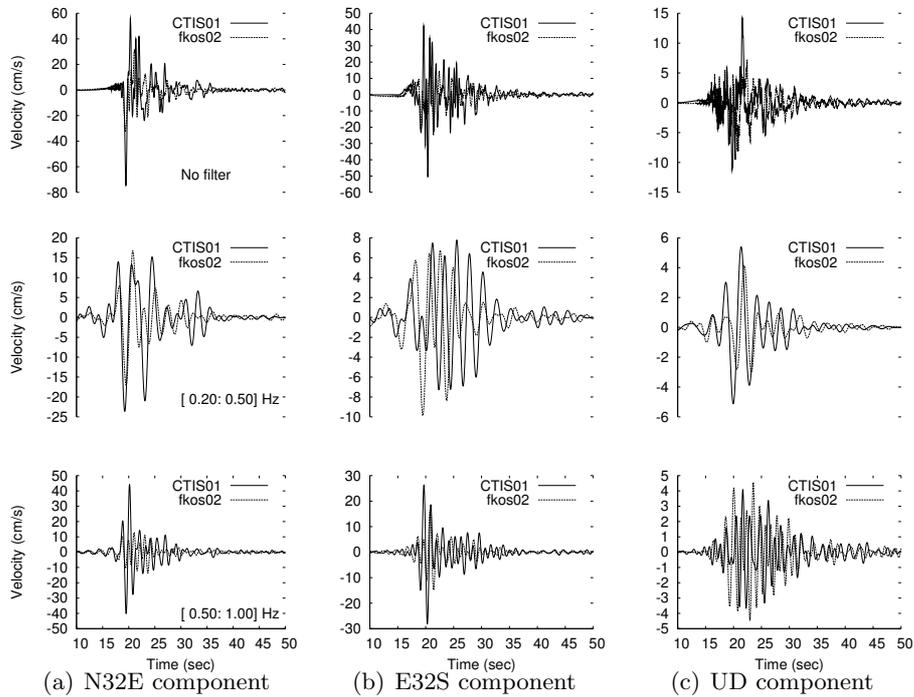 60
40
20
0
-20
-40
-60
-80
Velocity (cm/s)
CTIS01
fkos02
No filter
50
40
30
20
10
0
-10
-20
-30
-40
-50
-60
CTIS01
fkos02
15
10
5
0
-5
-10
-15
CTIS01
fkos02
20
15
10
5
0
-5
-10
-15
-20
-25
Velocity (cm/s)
CTIS01
fkos02
[ 0.20: 0.50] Hz
8
6
4
2
0
-2
-4
-6
-8
-10
CTIS01
fkos02
6
4
2
0
-2
-4
-6
CTIS01
fkos02
50
40
30
20
10
0
-10
-20
-30
-40
-50
Velocity (cm/s)
CTIS01
fkos02
[ 0.50: 1.00] Hz
10 15 20 25 30 35 40 45 50
Time (sec)
30
20
10
0
-10
-20
-30
CTIS01
fkos02
10 15 20 25 30 35 40 45 50
Time (sec)
5
4
3
2
1
0
-1
-2
-3
-4
-5
CTIS01
fkos02
10 15 20 25 30 35 40 45 50
Time (sec)
(a) N32E component
(b) E32S component
(c) UD component